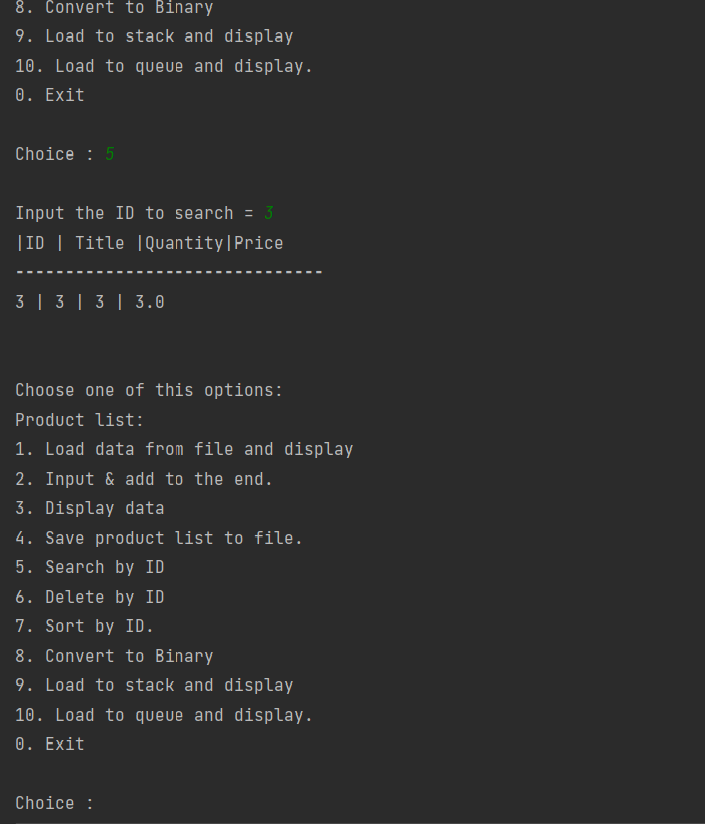 8. Convert to Binary
9. Load to stack and display
10. Load to queue and display.
0. Exit
Choice : 5
Input the ID to search = 3
|ID | Title |Quantity|Price
-------------------------------
3 | 3 | 3 | 3.0
Choose one of this options:
Product list:
1. Load data from file and display
2. Input & add to the end.
3. Display data
4. Save product list to file.
5. Search by ID
6. Delete by ID
7. Sort by ID.
8. Convert to Binary
9. Load to stack and display
10. Load to queue and display.
0. Exit
Choice :